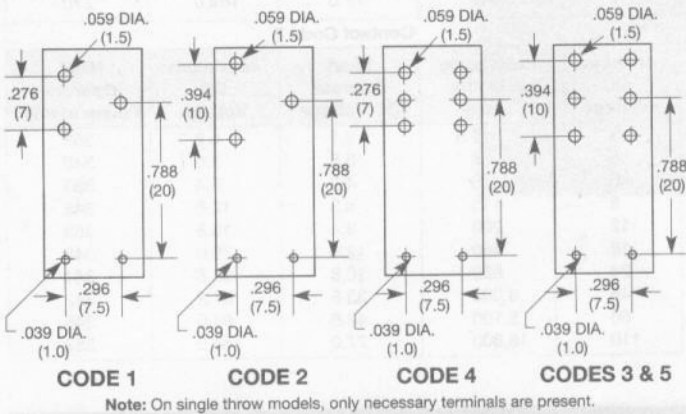 .059 DIA.
(1.5)
.276
(7)
.788
(20)
.296
(7.5)
.039 DIA.
(1.0)
CODE 1
.059 DIA.
(1.5)
.394
(10)
.788
(20)
.296
(7.5)
.039 DIA.
(1.0)
CODE 2
.059 DIA.
(1.5)
.276
(7)
.788
(20)
.296
(7.5)
.039 DIA.
(1.0)
CODE 4
.059 DIA.
(1.5)
.394
(10)
.788
(20)
.296
(7.5)
.039 DIA.
(1.0)
CODES 3 & 5
Note: On single throw models, only necessary terminals are present.